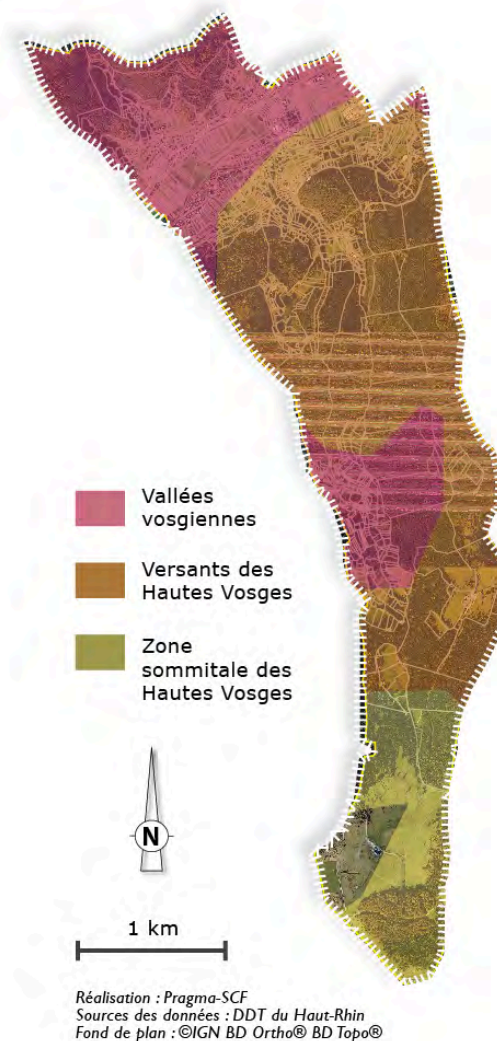 Vallées
vosgiennes
Versants des
Hautes Vosges
Zone
sommitale des
Hautes Vosges
N
1 km
Réalisation : Pragma-SCF
Sources des données : DDT du Haut-Rhin
Fond de plan : ©IGN BD Ortho® BD Topo®